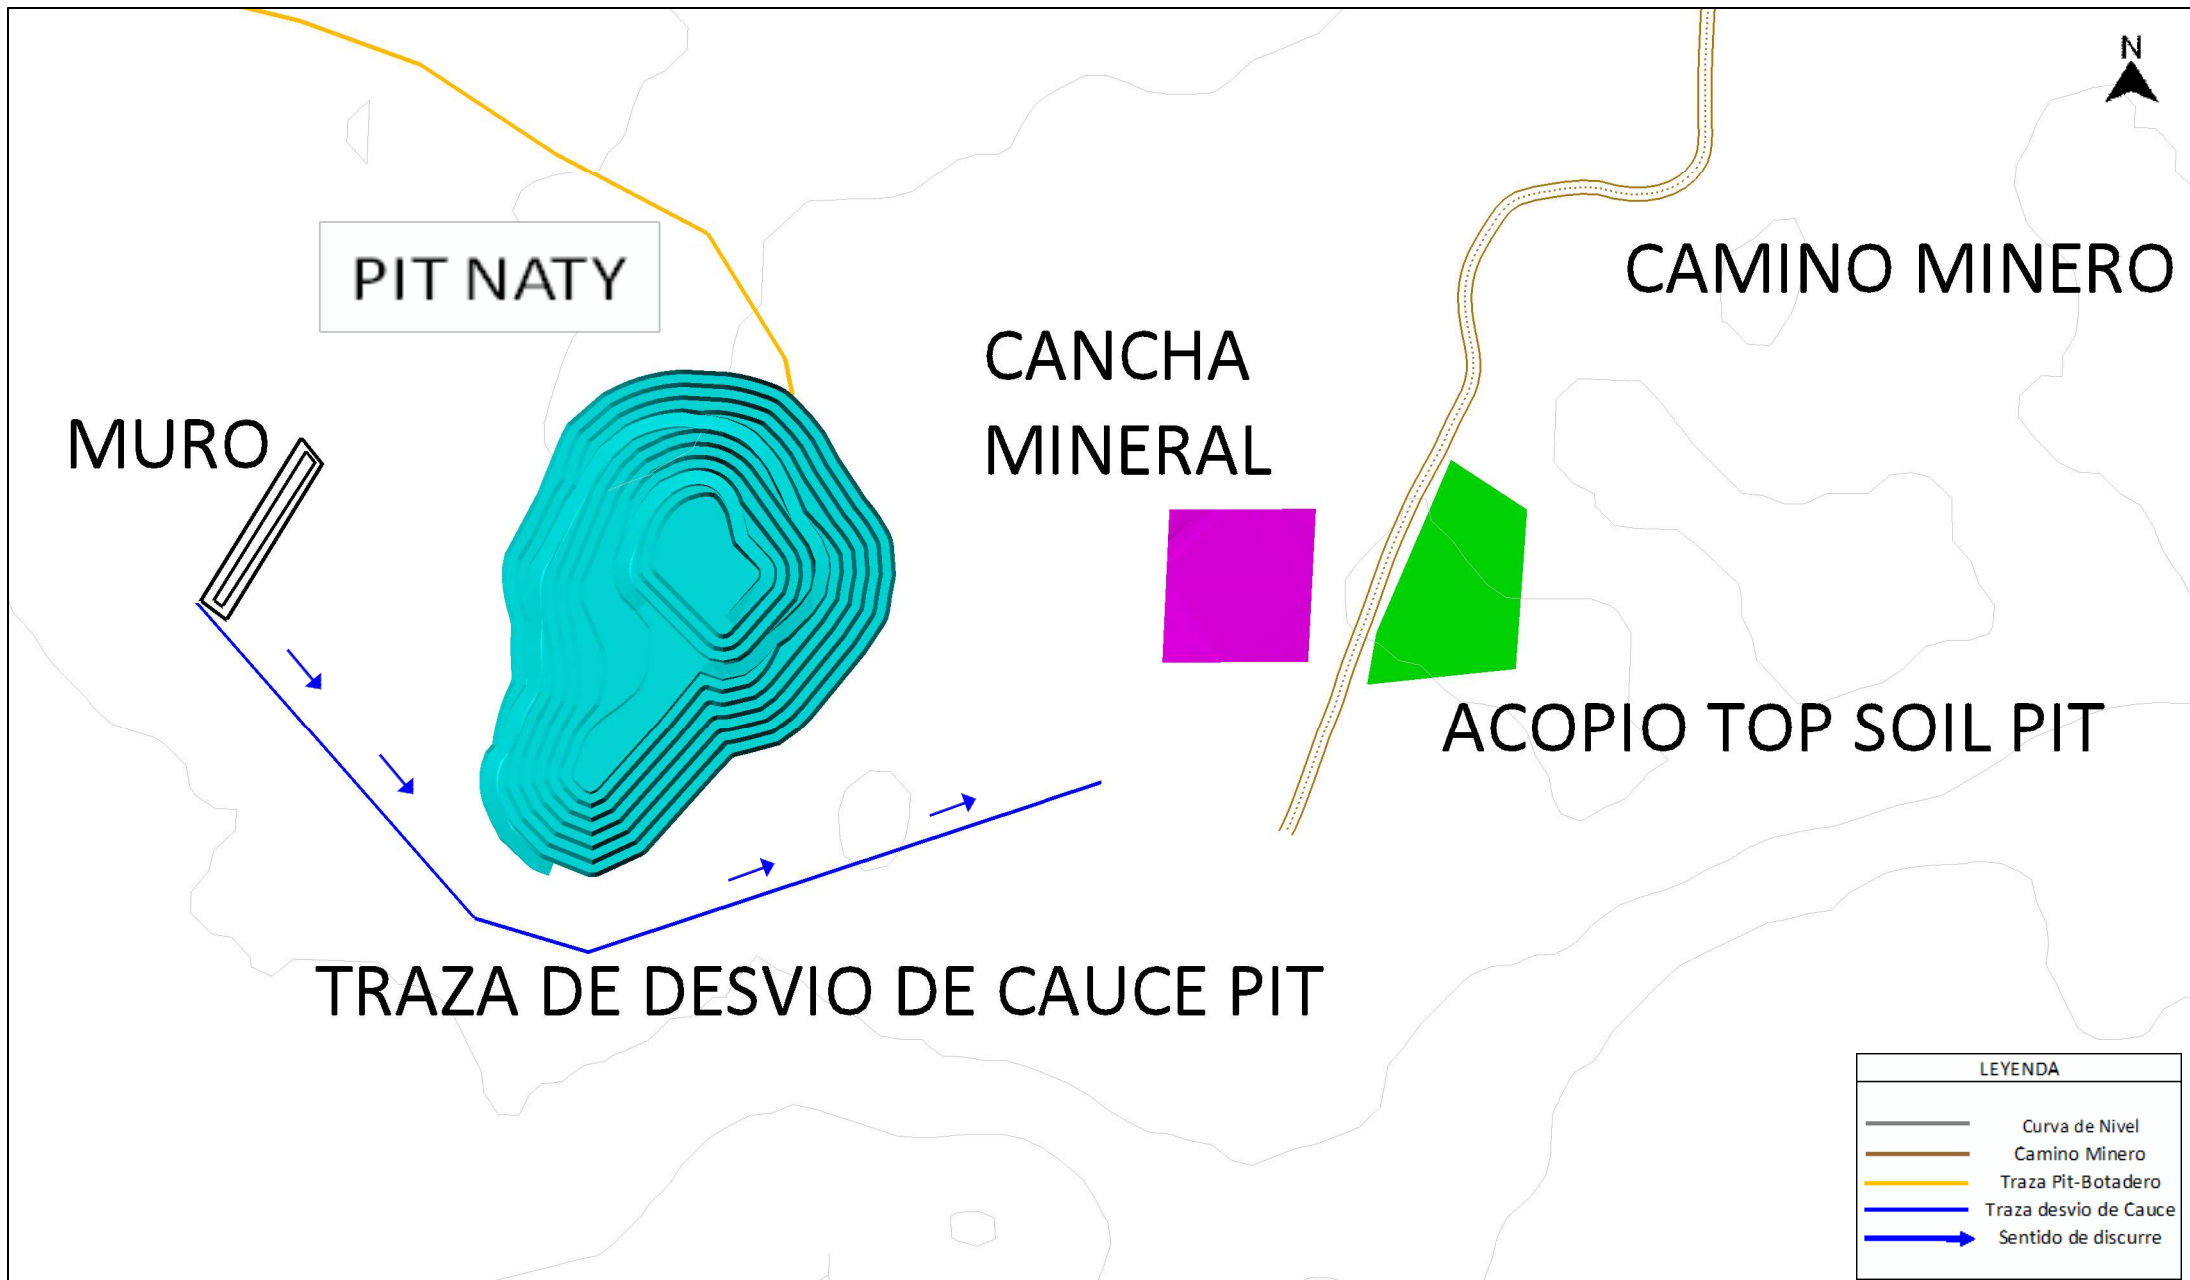 N
PIT NATY
CAMINO MINERO
CANCHA
MINERAL
MURO
ACOPIO TOP SOIL PIT
TRAZA DE DESVIO DE CAUCE PIT
LEYENDA
Curva de Nivel
Camino Minero
Traza Pit-Botadero
Traza desvio de Cauce
Sentido de discurre